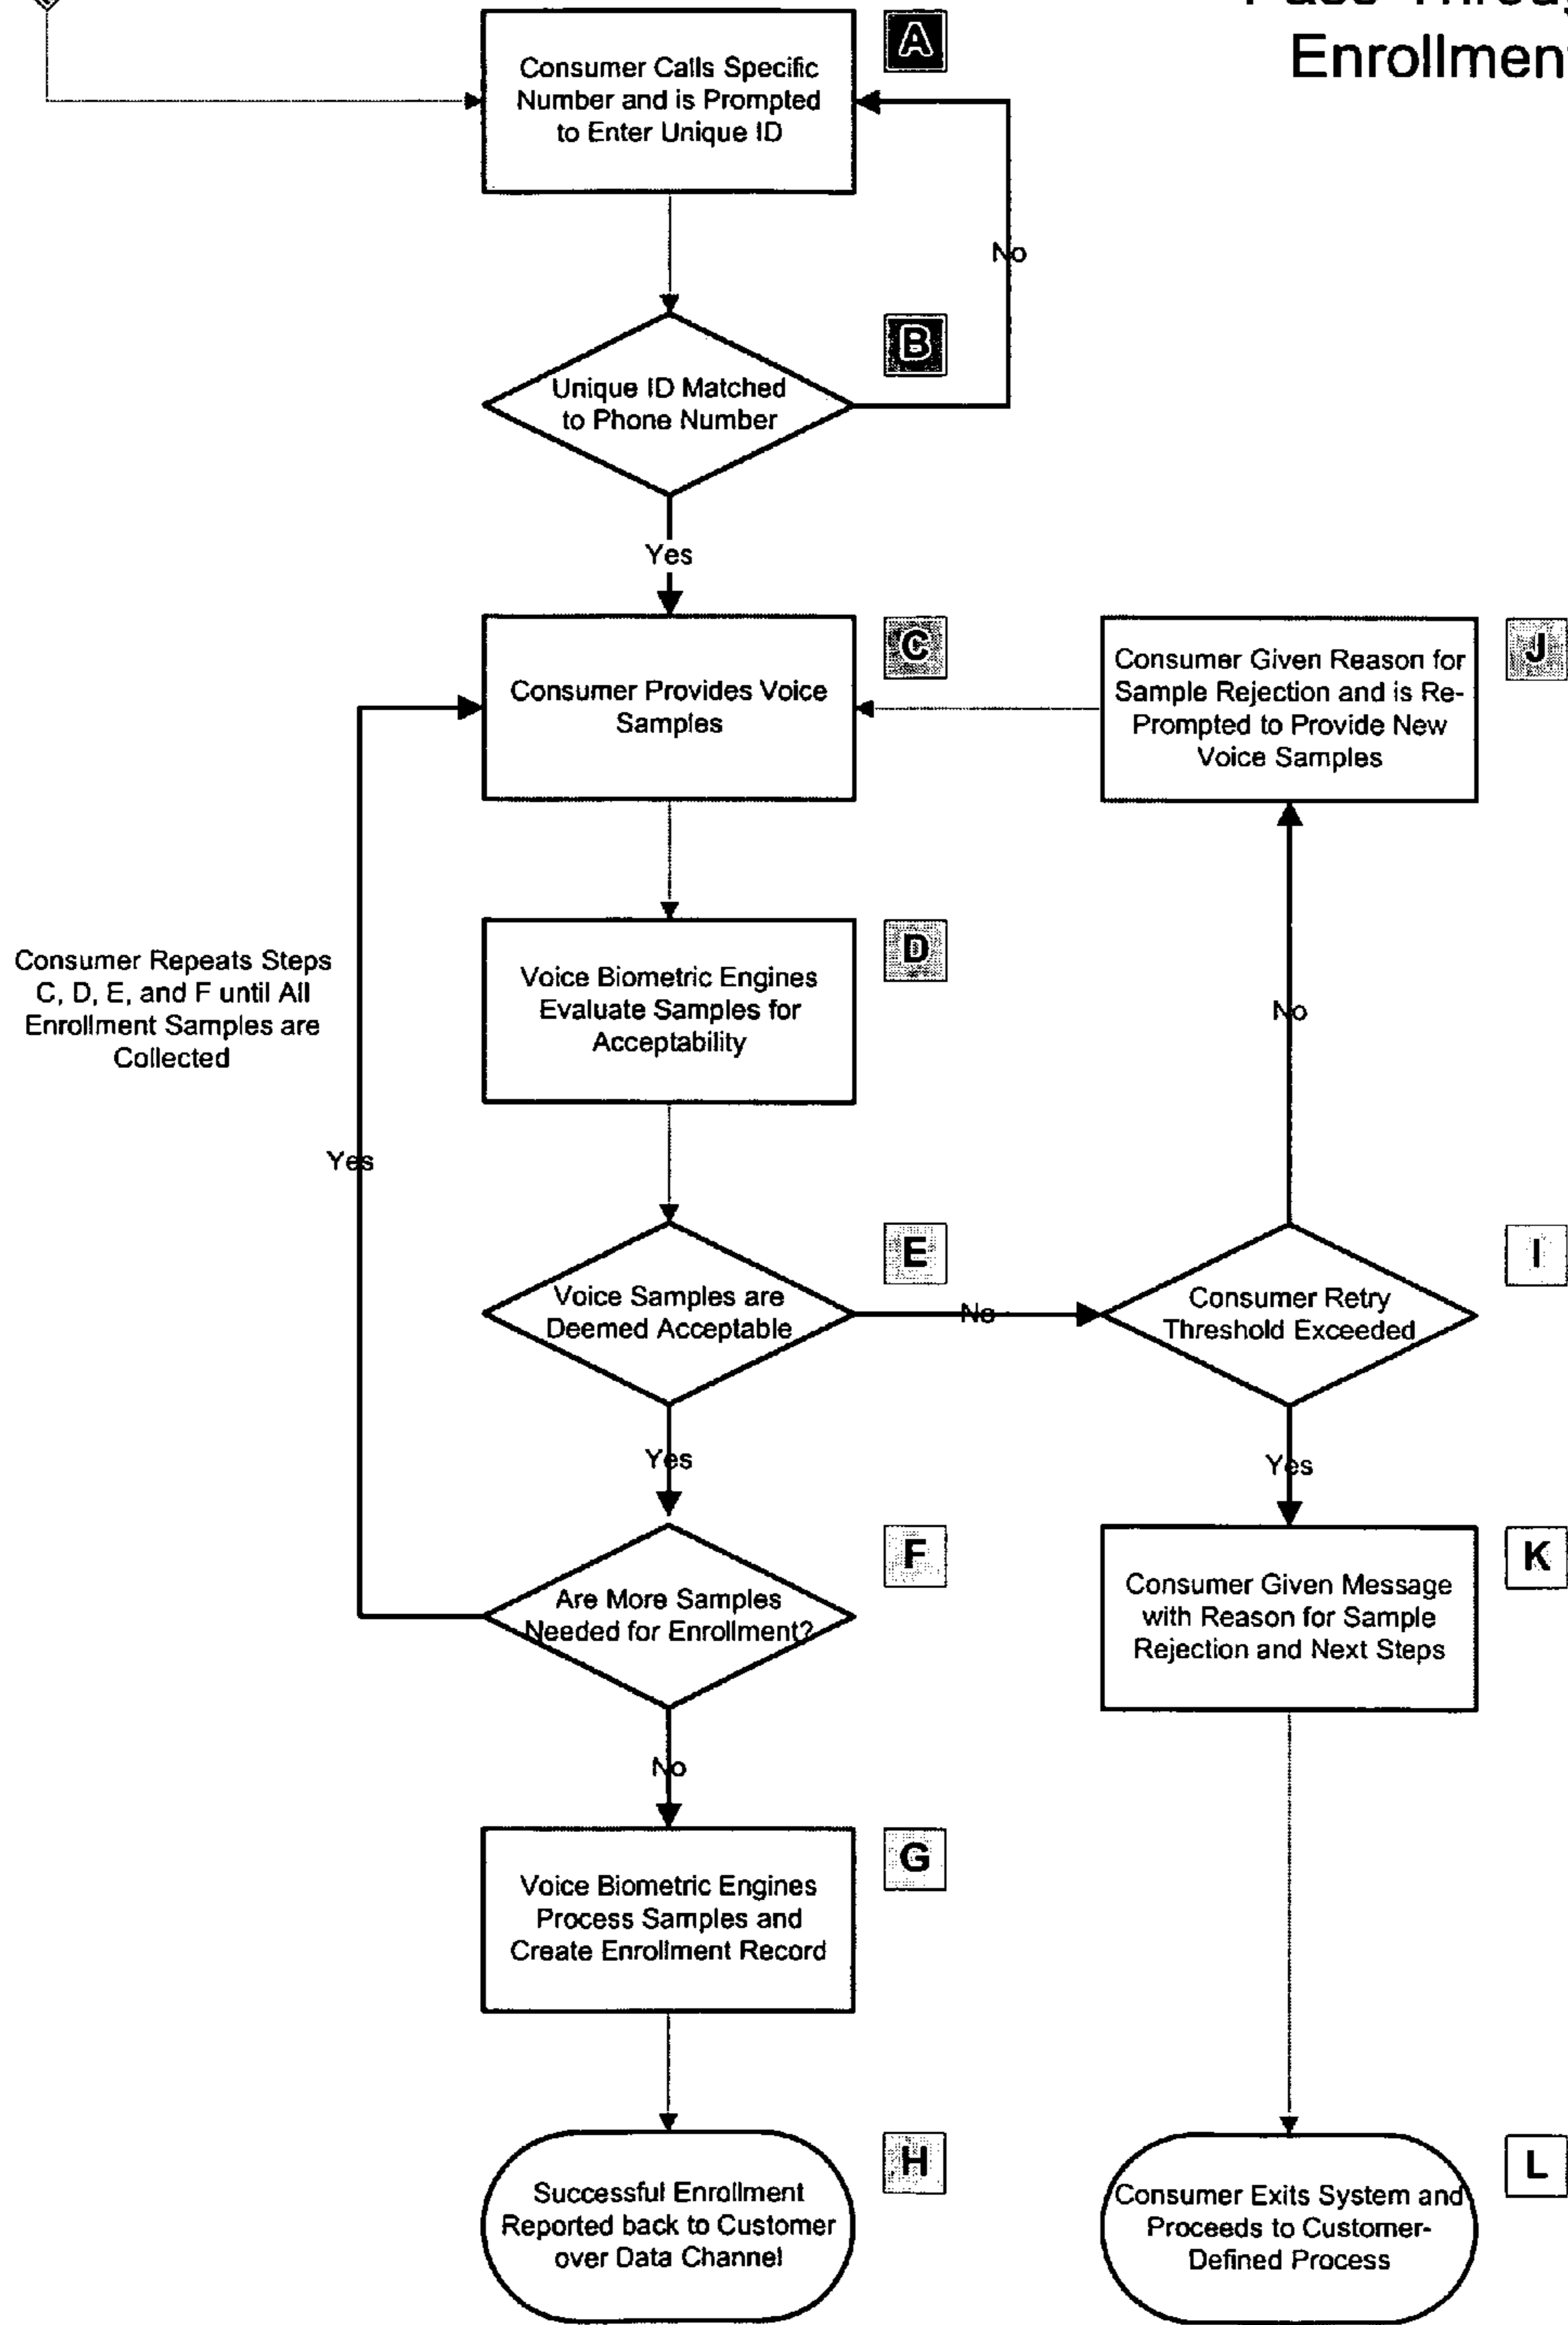 Enrollment
A
Consumer Calls Specific
Number and is Prompted
to Enter Unique ID
No
B
Unique ID Matched
to Phone Number
Yes
C
Consumer Provides Voice
Samples
J
Consumer Given Reason for
Sample Rejection and is Re-
Prompted to Provide New
Voice Samples
D
Voice Biometric Engines
Evaluate Samples for
Acceptability
Consumer Repeats Steps
C, D, E, and F until All
Enrollment Samples are
Collected
No
Yes
E
Voice Samples are
Deemed Acceptable
No
I
Consumer Retry
Threshold Exceeded
Yes
Yes
F
Are More Samples
Needed for Enrollment?
K
Consumer Given Message
with Reason for Sample
Rejection and Next Steps
No
G
Voice Biometric Engines
Process Samples and
Create Enrollment Record
H
Successful Enrollment
Reported back to Customer
over Data Channel
L
Consumer Exits System and
Proceeds to Customer-
Defined Process